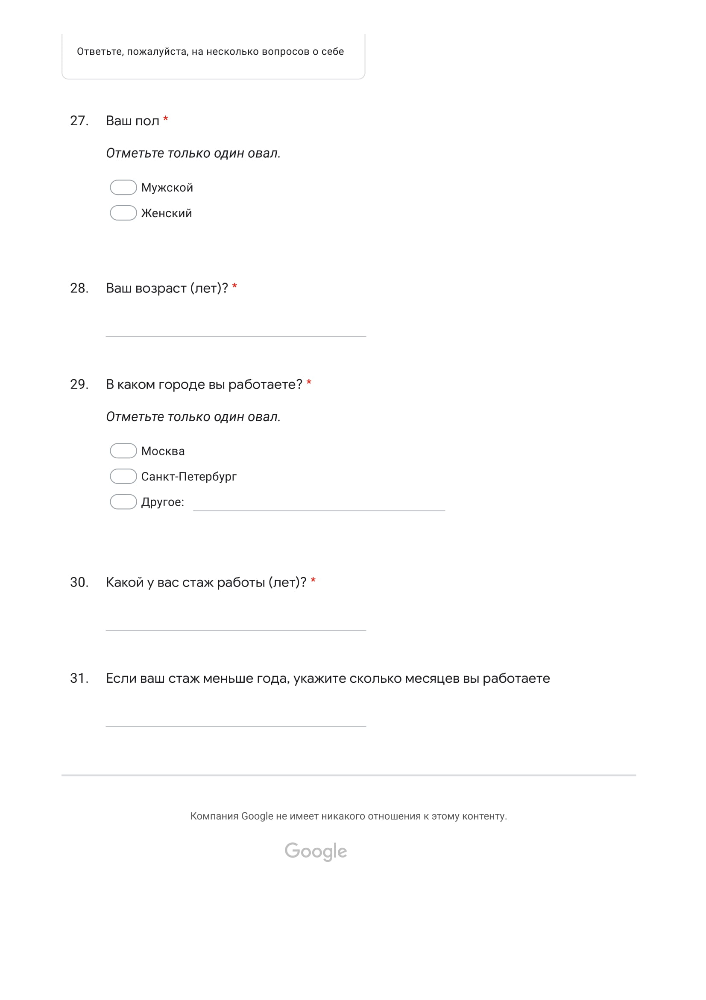 Ответьте, пожалуйста, на несколько вопросов о себе
27. Ваш пол *
Отметьте только один овал.
Мужской
Женский
28. Ваш возраст (лет)? *
29. В каком городе вы работаете? *
Отметьте только один овал.
Москва
Санкт-Петербург
Другое:
30. Какой у вас стаж работы (лет)? *
31. Если ваш стаж меньше года, укажите сколько месяцев вы работаете
Компания Google не имеет никакого отношения к этому контенту.
Google